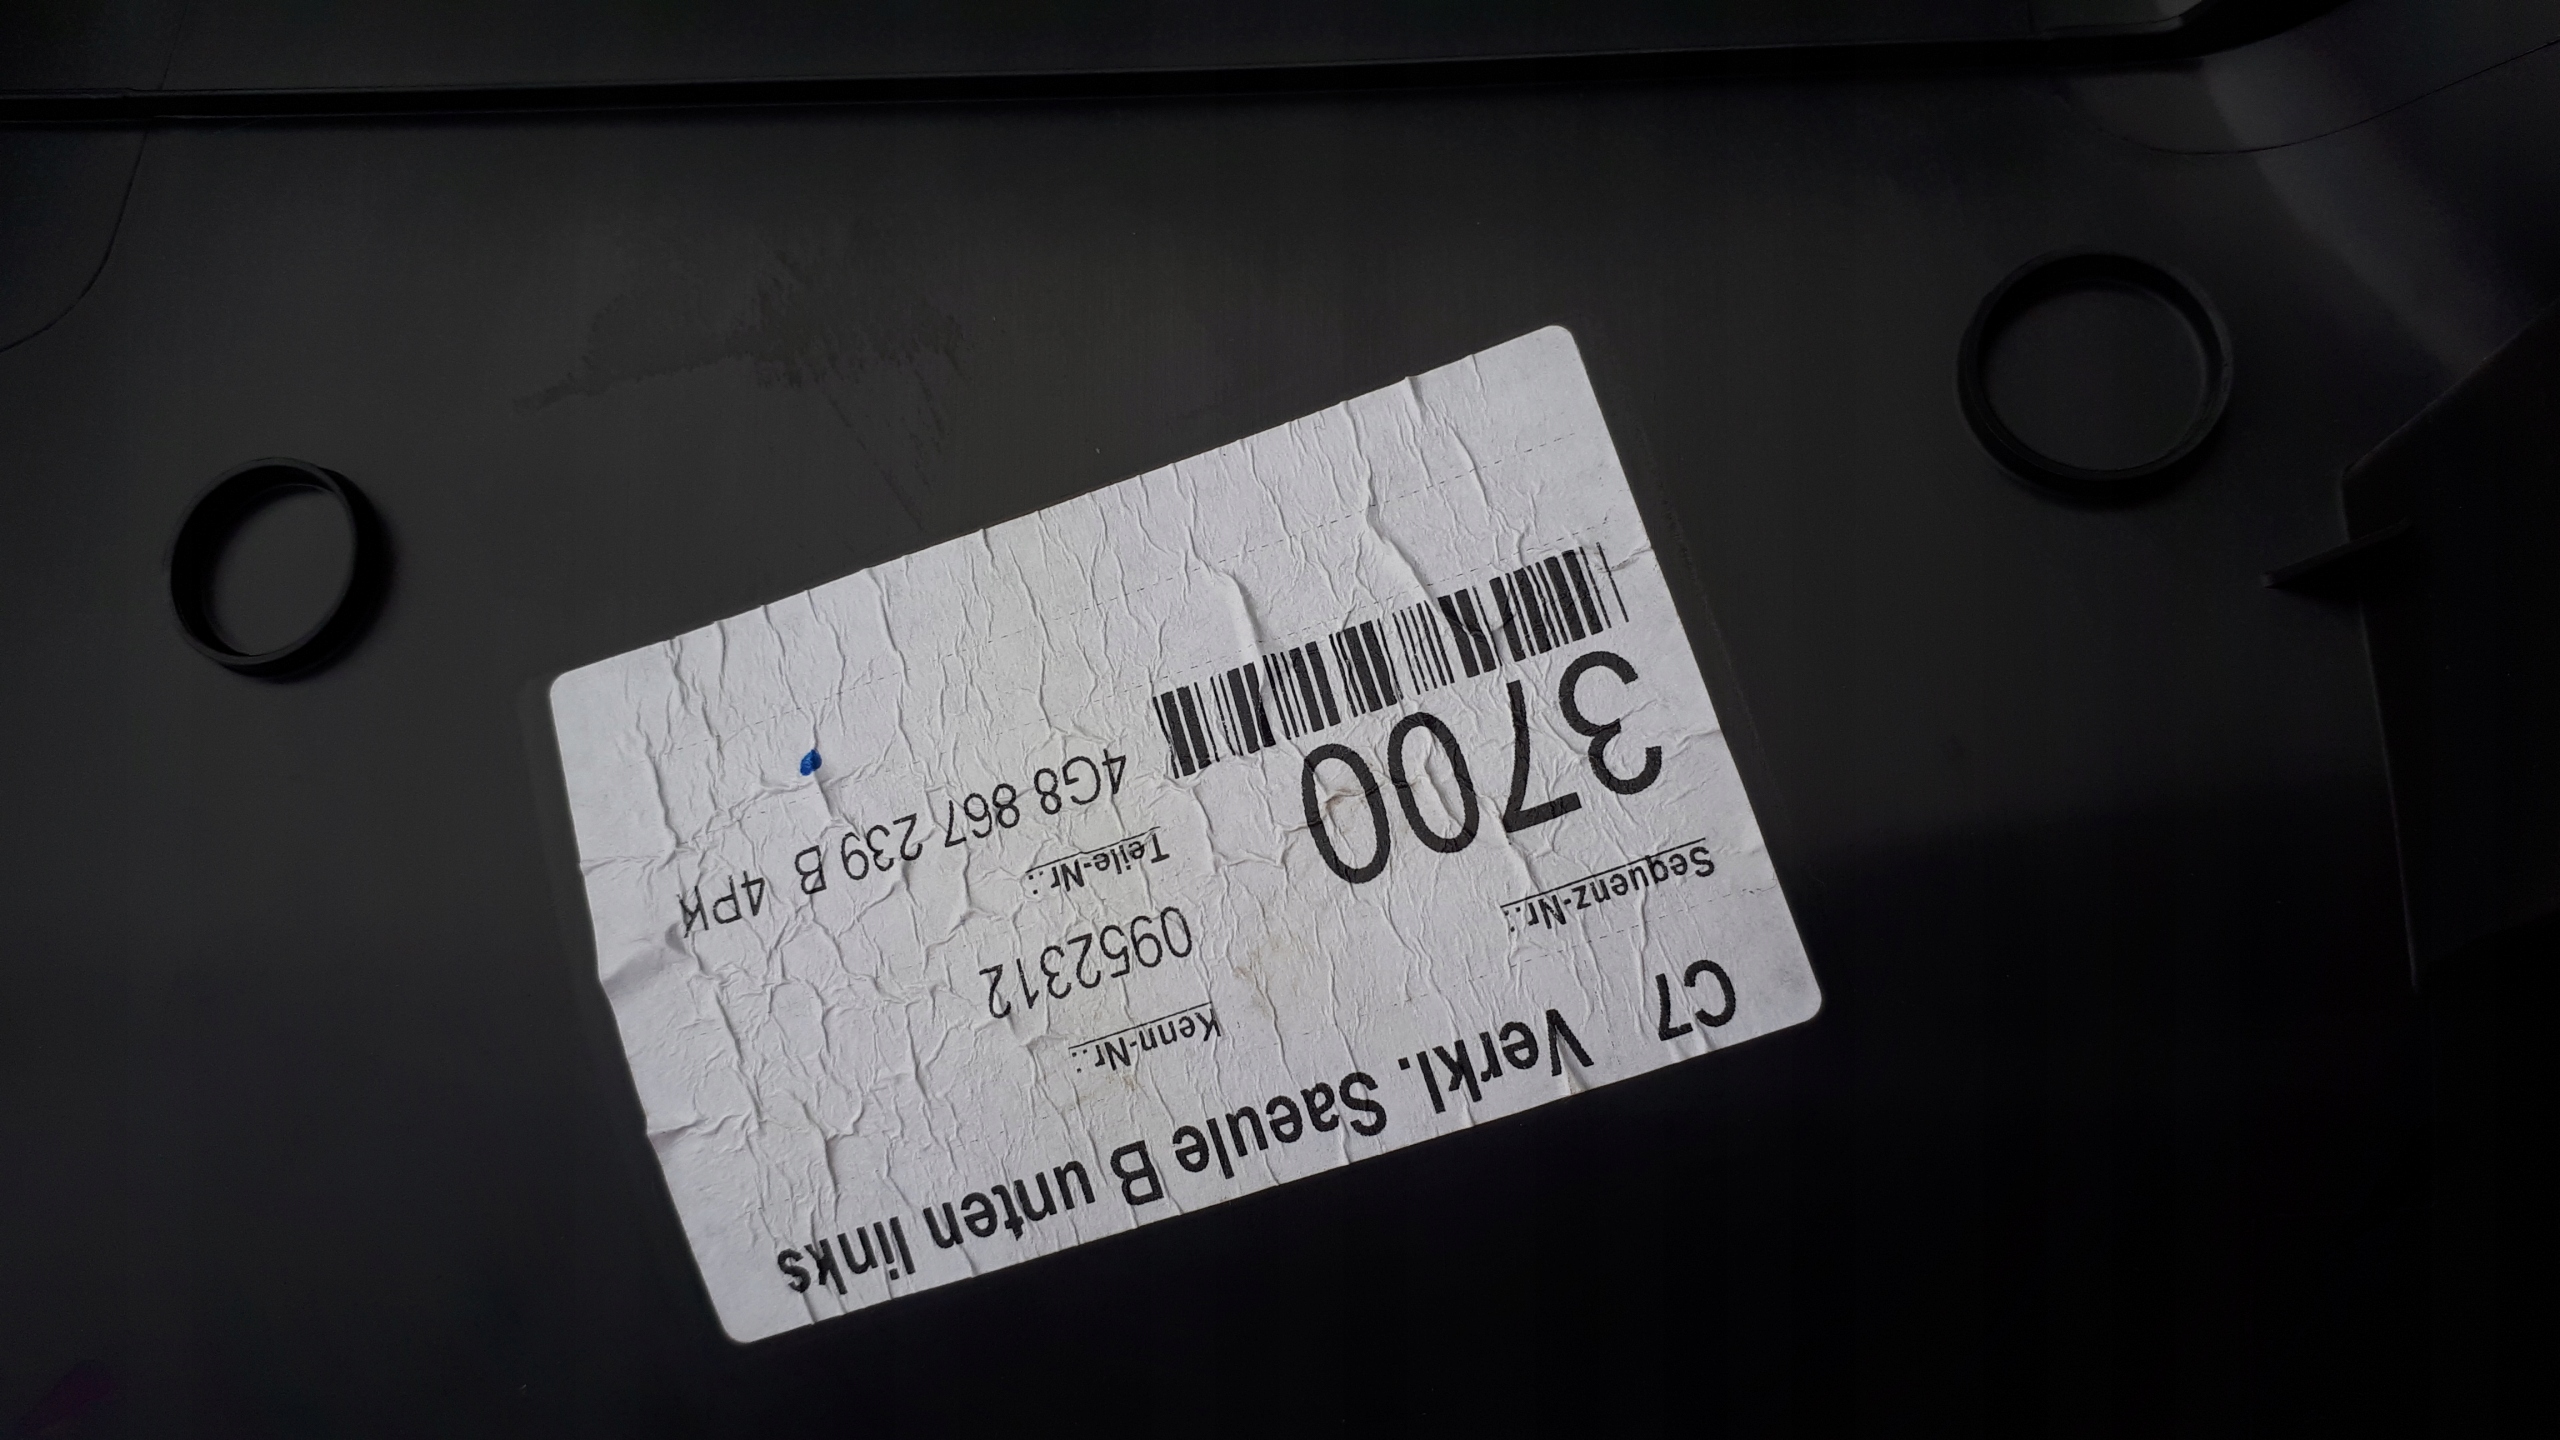 C7 Verkl. Saeule B unten links
Sequenz-Nr.: Kenn-Nr.:
3700 0952312
Teile-Nr.:
4G8 867 239 B 4PK